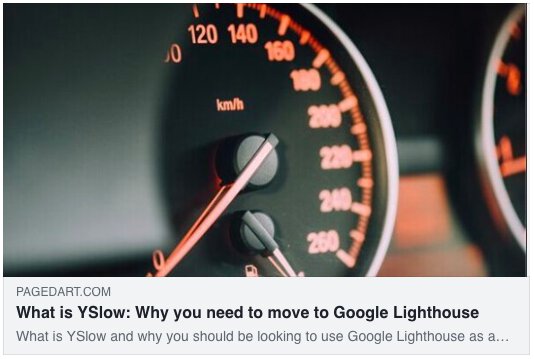 120 140
160
180
200
220
240
260
km/h
0
PAGEDART.COM
What is YSlow: Why you need to move to Google Lighthouse
What is YSlow and why you should be looking to use Google Lighthouse as a…